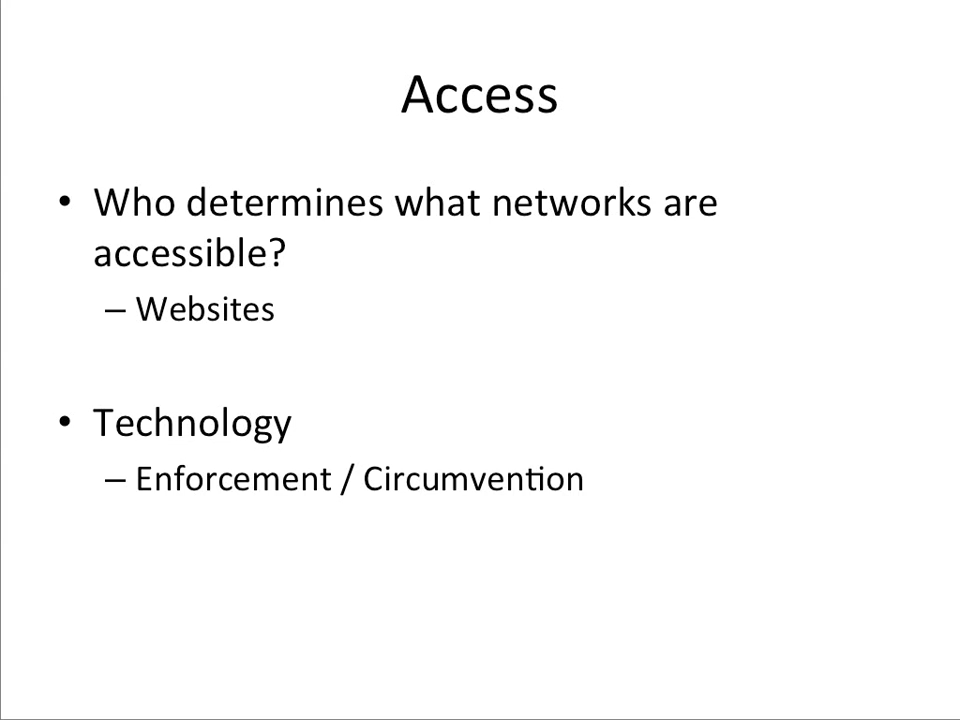 Access
• Who determines what networks are
accessible?
– Websites
• Technology
– Enforcement / Circumvention